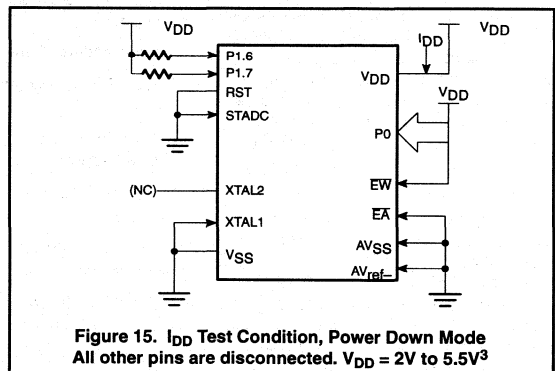 VDD
P1.6
P1.7
RST
STADC
(NC)
XTAL2
XTAL1
VSS
IDD
VDD
VDD
VDD
P0
EW
EA
AVSS
AVref–
Figure 15. IDD Test Condition, Power Down Mode
All other pins are disconnected. VDD = 2V to 5.5V3